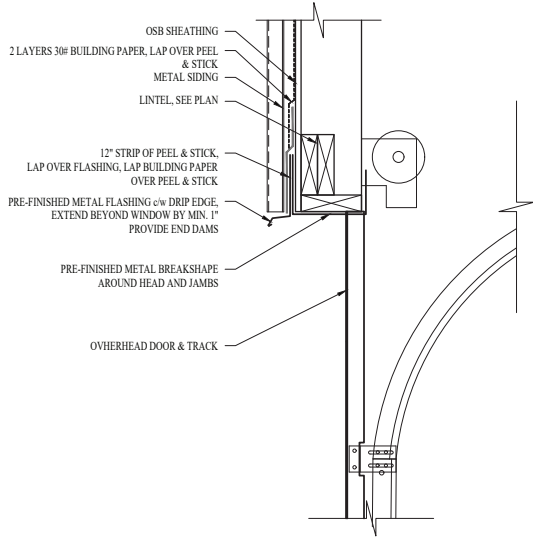 OSB SHEATHING
2 LAYERS 30# BUILDING PAPER, LAP OVER PEEL
& STICK
METAL SIDING
LINTEL, SEE PLAN
12" STRIP OF PEEL & STICK,
LAP OVER FLASHING, LAP BUILDING PAPER
OVER PEEL & STICK
PRE-FINISHED METAL FLASHING c/w DRIP EDGE,
EXTEND BEYOND WINDOW BY MIN. 1"
PROVIDE END DAMS
PRE-FINISHED METAL BREAKSHAPE
AROUND HEAD AND JAMBS
OVHERHEAD DOOR & TRACK